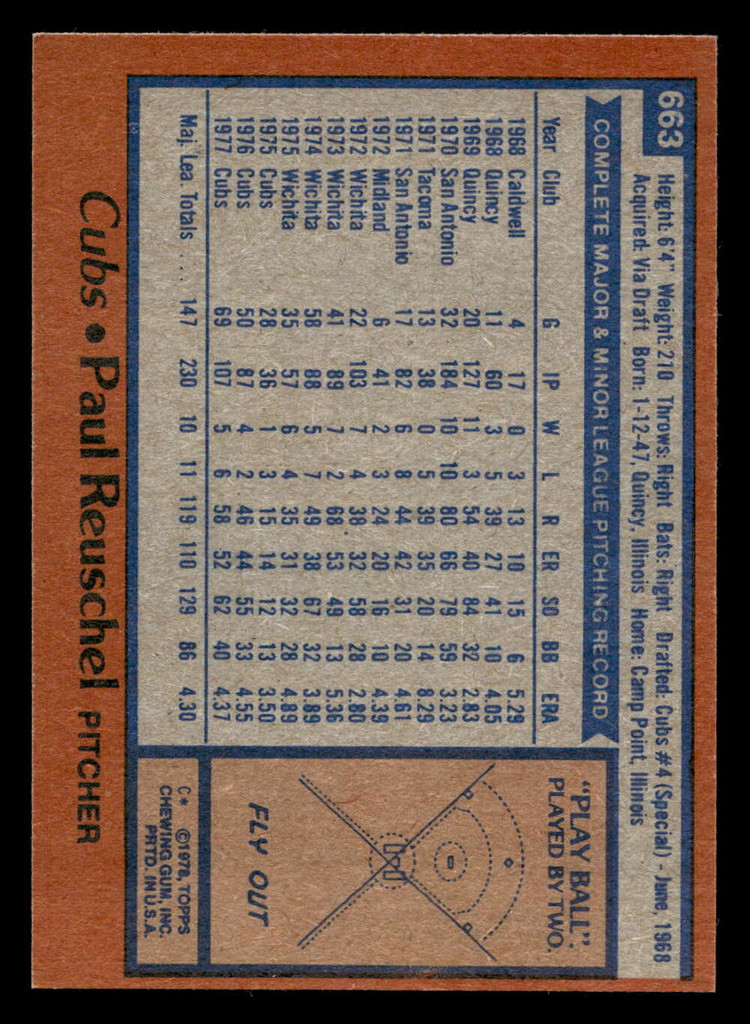 663
Height: 6'4" Weight: 210 Throws: Right Bats: Right Drafted: Cubs #4 (Special) - June, 1968
Acquired: Via Draft Born: 1-12-47, Quincy, Illinois Home: Camp Point, Illinois
COMPLETE MAJOR & MINOR LEAGUE PITCHING RECORD
Year Club G IP W L R ER SO BB ERA
1968 Caldwell 4 17 0 3 13 10 15 6 5.29
1968 Quincy 11 60 3 5 39 27 41 10 4.05
1969 Quincy 20 127 11 3 54 40 84 32 2.83
1970 San Antonio 32 184 10 10 80 66 79 59 3.23
1971 Tacoma 13 38 0 5 39 35 20 14 8.29
1971 San Antonio 17 82 6 8 44 42 31 20 4.61
1972 Midland 6 41 2 3 24 20 16 10 4.39
1972 Wichita 22 103 7 4 38 32 58 28 2.80
1973 Wichita 41 89 7 2 68 53 49 13 5.36
1974 Wichita 58 88 5 7 49 38 67 32 3.89
1975 Wichita 35 57 6 4 35 31 32 28 4.89
1975 Cubs 28 36 1 3 15 14 12 13 3.50
1976 Cubs 50 87 4 2 46 44 55 33 4.55
1977 Cubs 69 107 5 6 58 52 62 40 4.37
Maj. Lea. Totals . . . 147 230 10 11 119 110 129 86 4.30
"PLAY BALL":
PLAYED BY TWO.
FLY OUT
C* ©1978, TOPPS
CHEWING GUM, INC.
PRTD. IN U.S.A.
Cubs • Paul Reuschel PITCHER